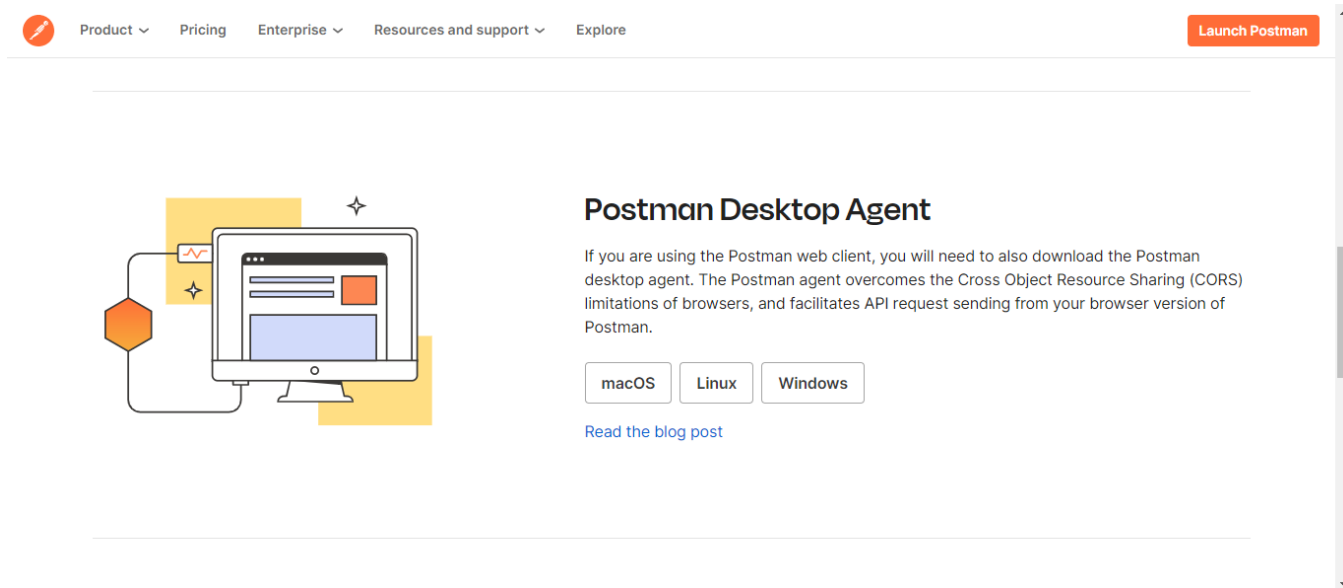 Product Pricing Enterprise Resources and support Explore Launch Postman
Postman Desktop Agent
If you are using the Postman web client, you will need to also download the Postman
desktop agent. The Postman agent overcomes the Cross Object Resource Sharing (CORS)
limitations of browsers, and facilitates API request sending from your browser version of
Postman.
macOS Linux Windows
Read the blog post